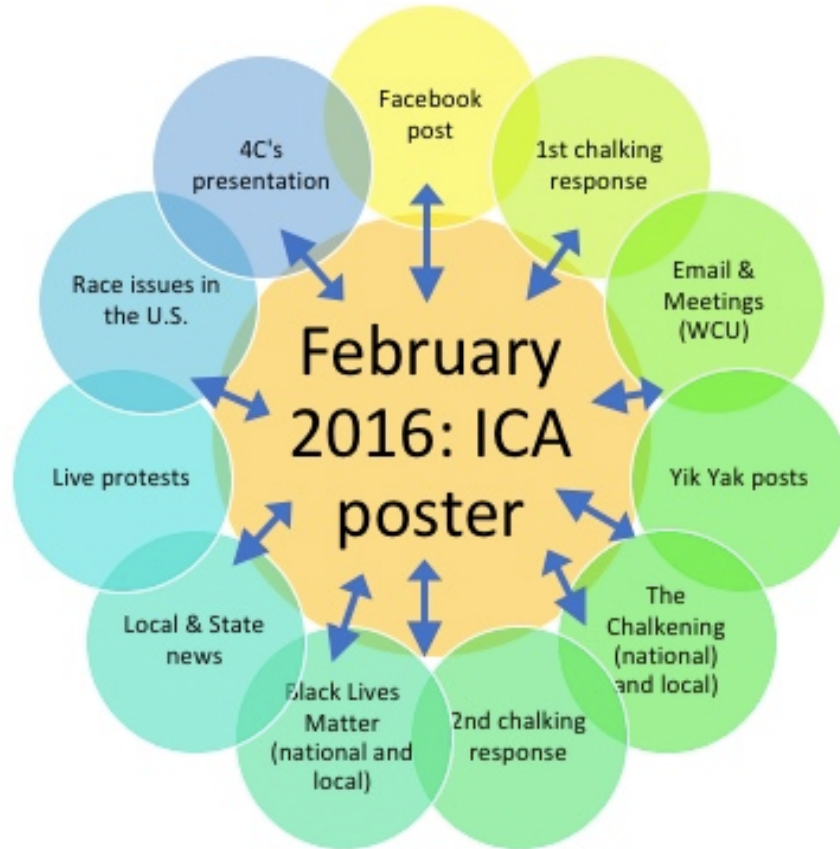 Facebook
post
1st chalking
response
Email &
Meetings
(WCU)
Yik Yak posts
The
Chalkening
(national)
and local)
2nd chalking
response
Black Lives
Matter
(national and
local)
Local & State
news
Live protests
Race issues in
the U.S.
4C's
presentation
February
2016: ICA
poster